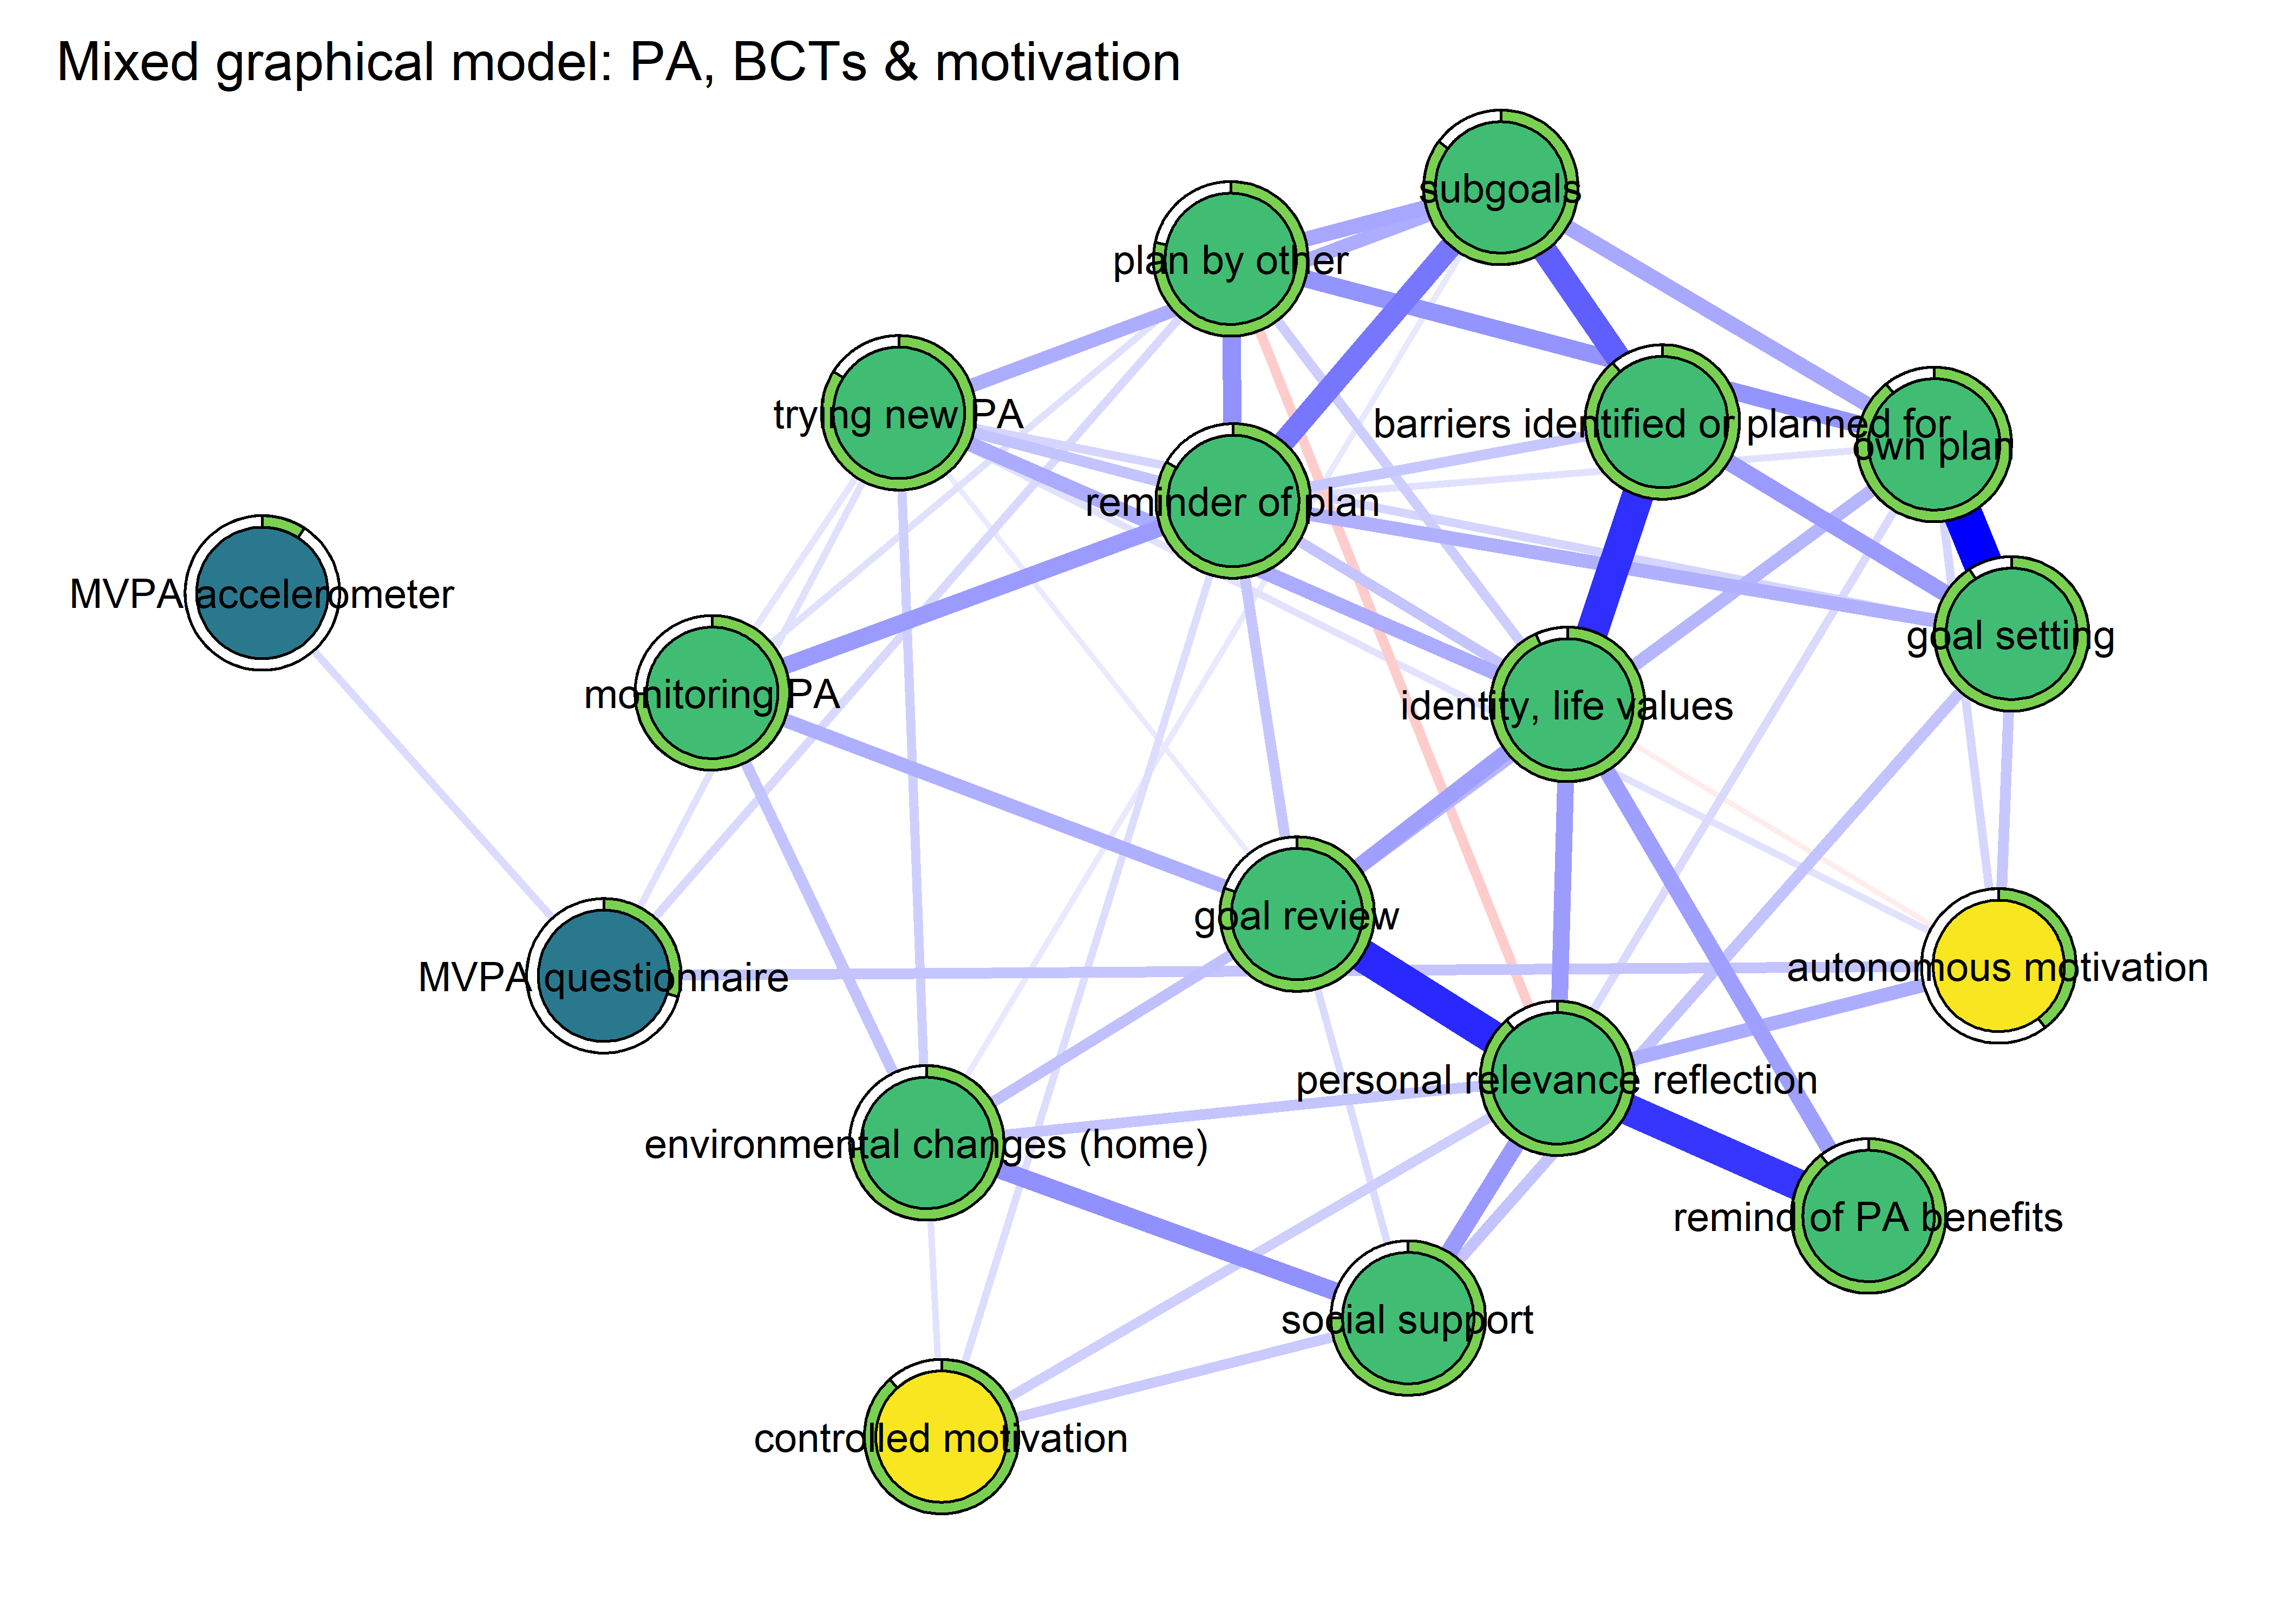 Mixed graphical model: PA, BCTs & motivation
subgoals
plan by other
trying new PA
barriers identified or planned for
own plan
reminder of plan
MVPA accelerometer
goal setting
monitoring PA
identity, life values
goal review
autonomous motivation
MVPA questionnaire
personal relevance reflection
environmental changes (home)
remind of PA benefits
social support
controlled motivation